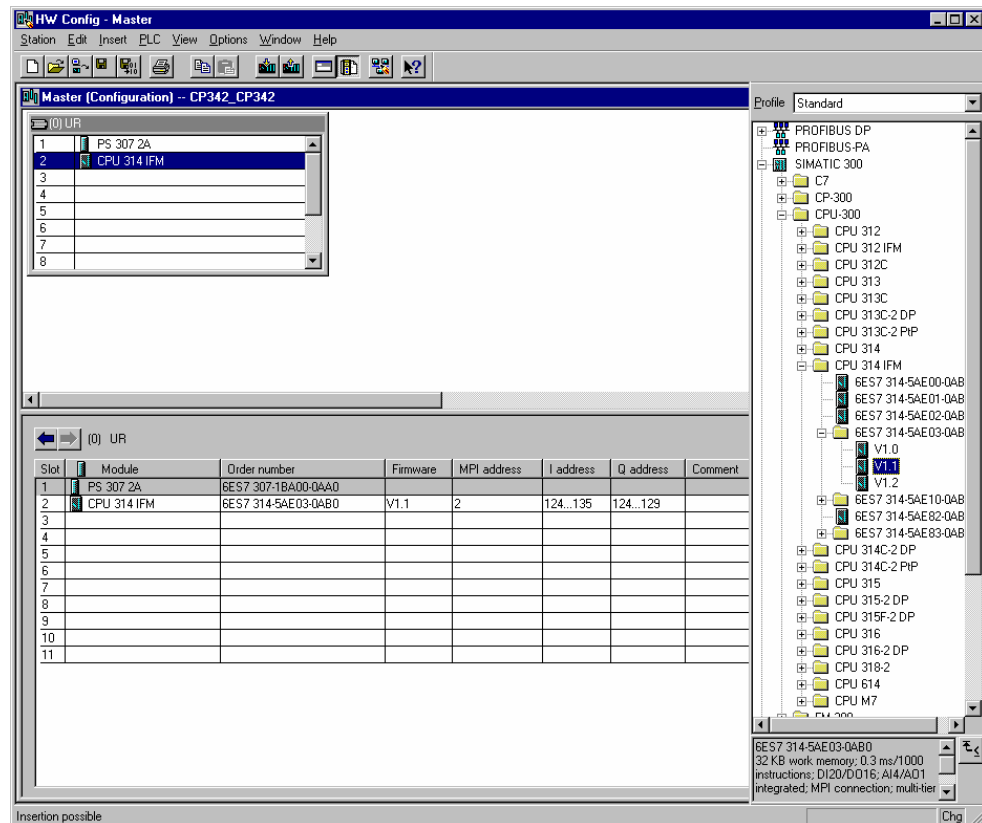 HW Config - Master
Station Edit Insert PLC View Options Window Help
Master (Configuration) -- CP342_CP342
(0) UR
1 PS 307 2A
2 CPU 314 IFM
3
4
5
6
7
8
(0) UR
Slot Module Order number Firmware MPI address I address Q address Comment
1 PS 307 2A 6ES7 307-1BA00-0AA0
2 CPU 314 IFM 6ES7 314-5AE03-0AB0 V1.1 2 124...135 124...129
3
4
5
6
7
8
9
10
11
Profile Standard
PROFIBUS DP
PROFIBUS-PA
SIMATIC 300
C7
CP-300
CPU-300
CPU 312
CPU 312 IFM
CPU 312C
CPU 313
CPU 313C
CPU 313C-2 DP
CPU 313C-2 PtP
CPU 314
CPU 314 IFM
6ES7 314-5AE00-0AB
6ES7 314-5AE01-0AB
6ES7 314-5AE02-0AB
6ES7 314-5AE03-0AB
V1.0
V1.1
V1.2
6ES7 314-5AE10-0AB
6ES7 314-5AE82-0AB
6ES7 314-5AE83-0AB
CPU 314C-2 DP
CPU 314C-2 PtP
CPU 315
CPU 315-2 DP
CPU 315F-2 DP
CPU 316
CPU 316-2 DP
CPU 318-2
CPU 614
CPU M7
6ES7 314-5AE03-0AB0
32 KB work memory; 0.3 ms/1000
instructions; DI20/DO16; AI4/AO1
integrated; MPI connection; multi-tier
Insertion possible
Chg